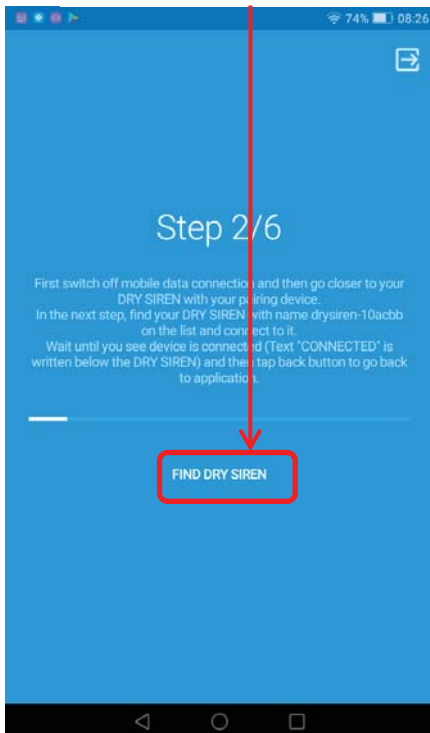 74% 08:26
Step 2/6
First switch off mobile data connection and then go closer to your
DRY SIREN with your pairing device.
In the next step, find your DRY SIREN with name drysiren-10acbb
on the list and connect to it.
Wait until you see device is connected (Text "CONNECTED" is
written below the DRY SIREN) and then tap back button to go back
to application.
FIND DRY SIREN